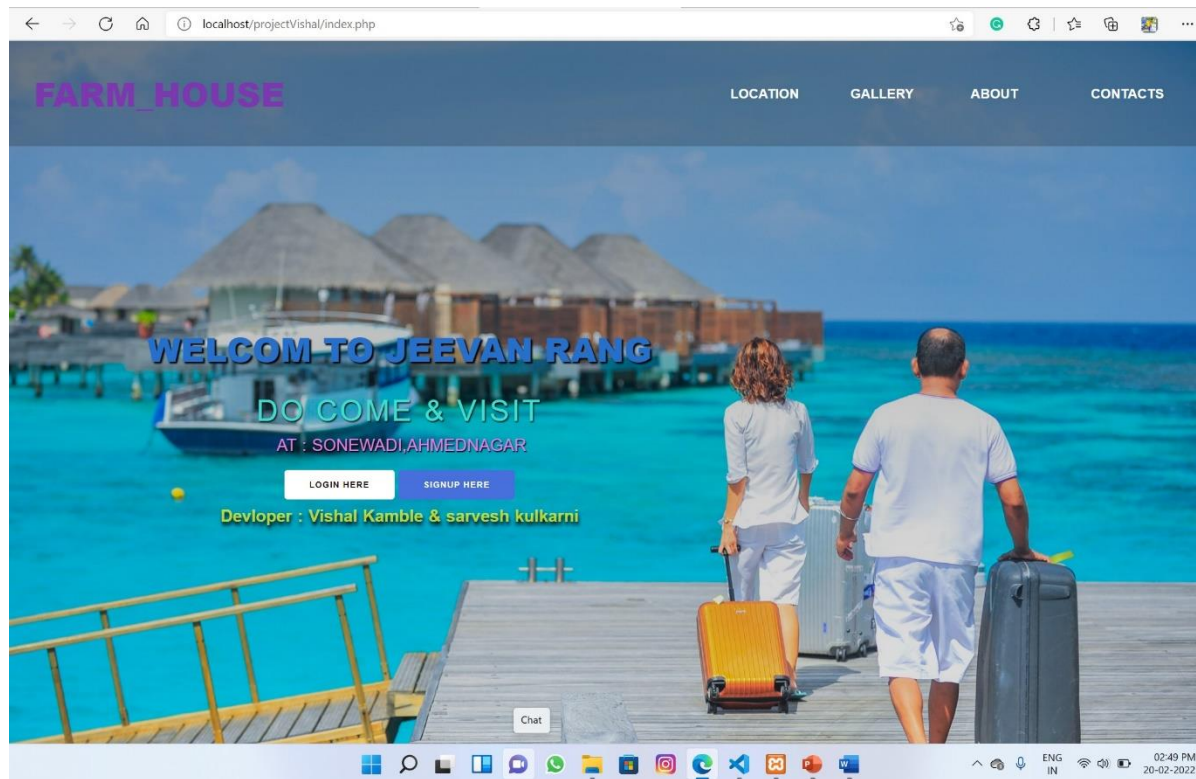 localhost/projectVishal/index.php
FARM_HOUSE
LOCATION GALLERY ABOUT CONTACTS
WELCOM TO JEEVAN RANG
DO COME & VISIT
AT : SONEWADI,AHMEDNAGAR
LOGIN HERE SIGNUP HERE
Devloper : Vishal Kamble & sarvesh kulkarni
Chat
ENG
IN
02:49 PM
20-02-2022